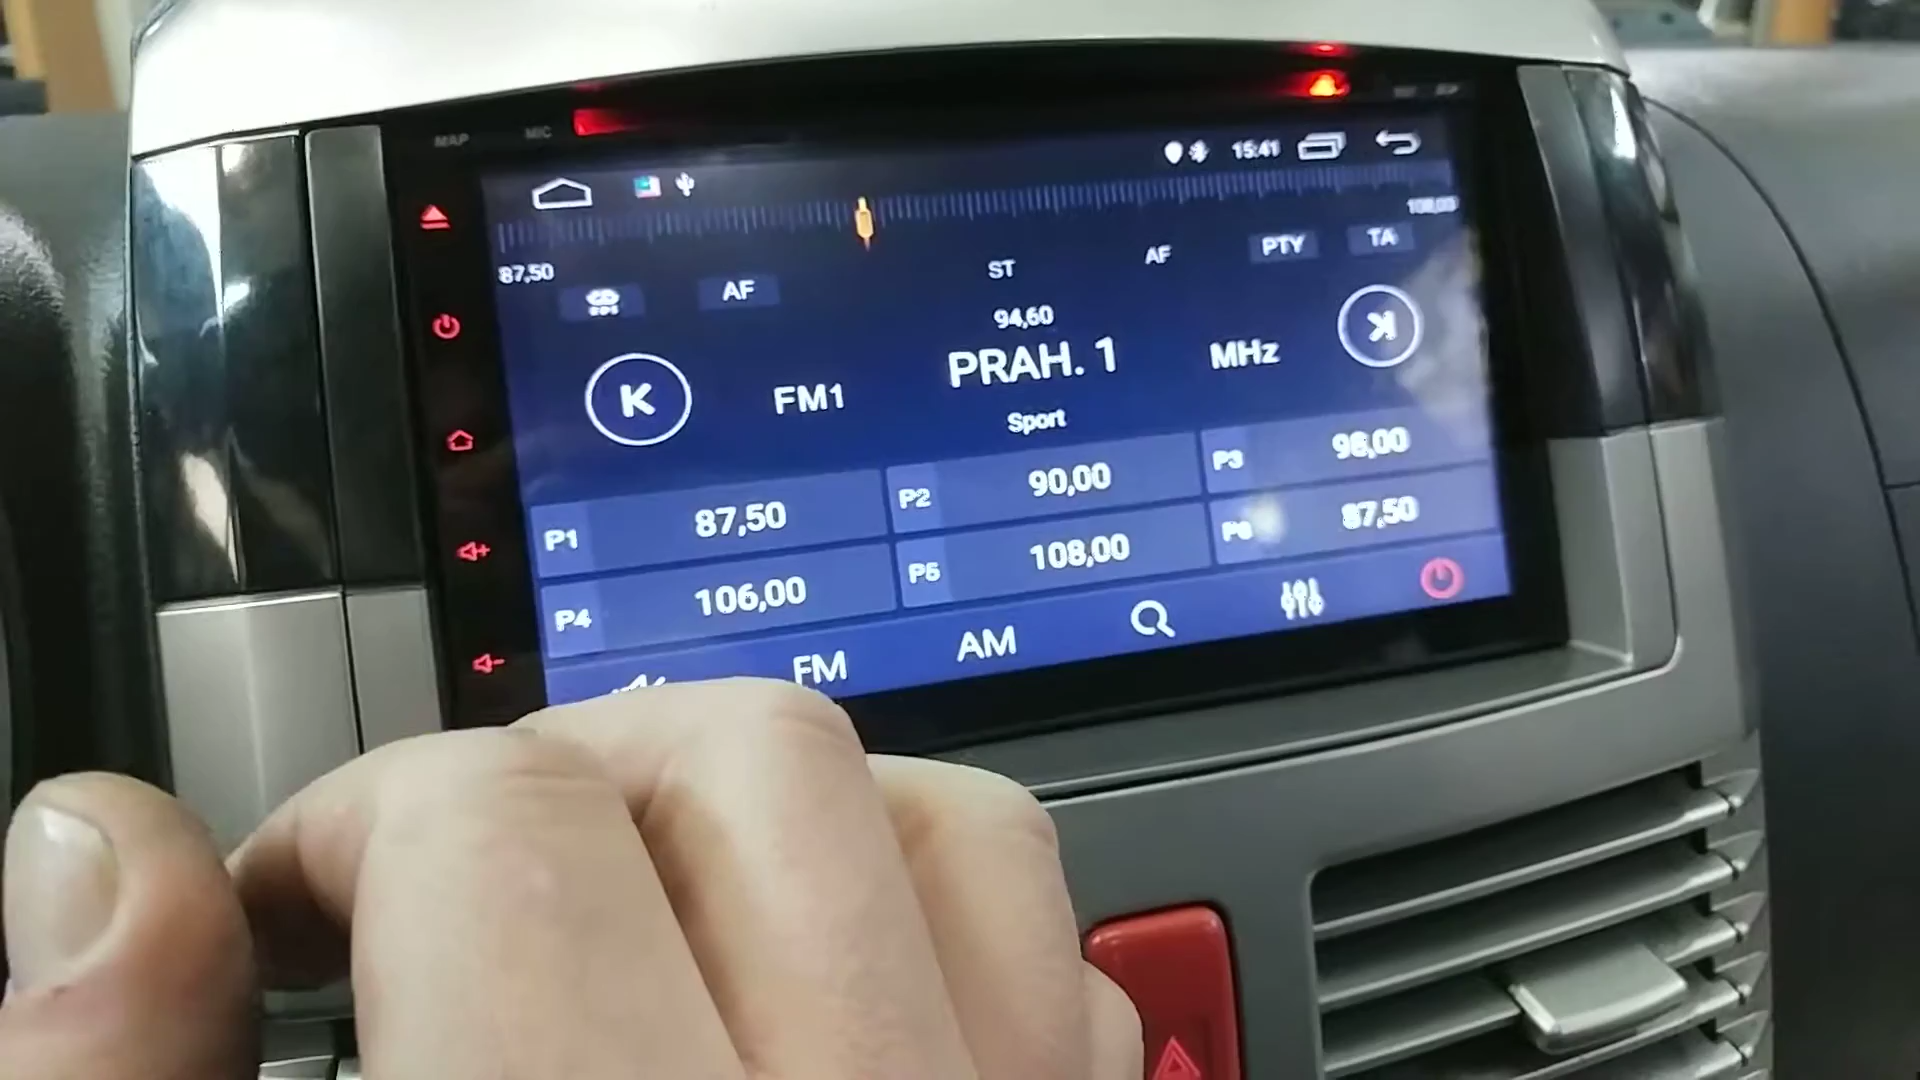 MAP MIC
15:41
87,50
108,00
AF ST AF PTY TA
94,60
FM1 PRAH. 1 MHz
Sport
P1 87,50 P2 90,00 P3 98,00
P4 106,00 P5 108,00 P6 87,50
FM AM